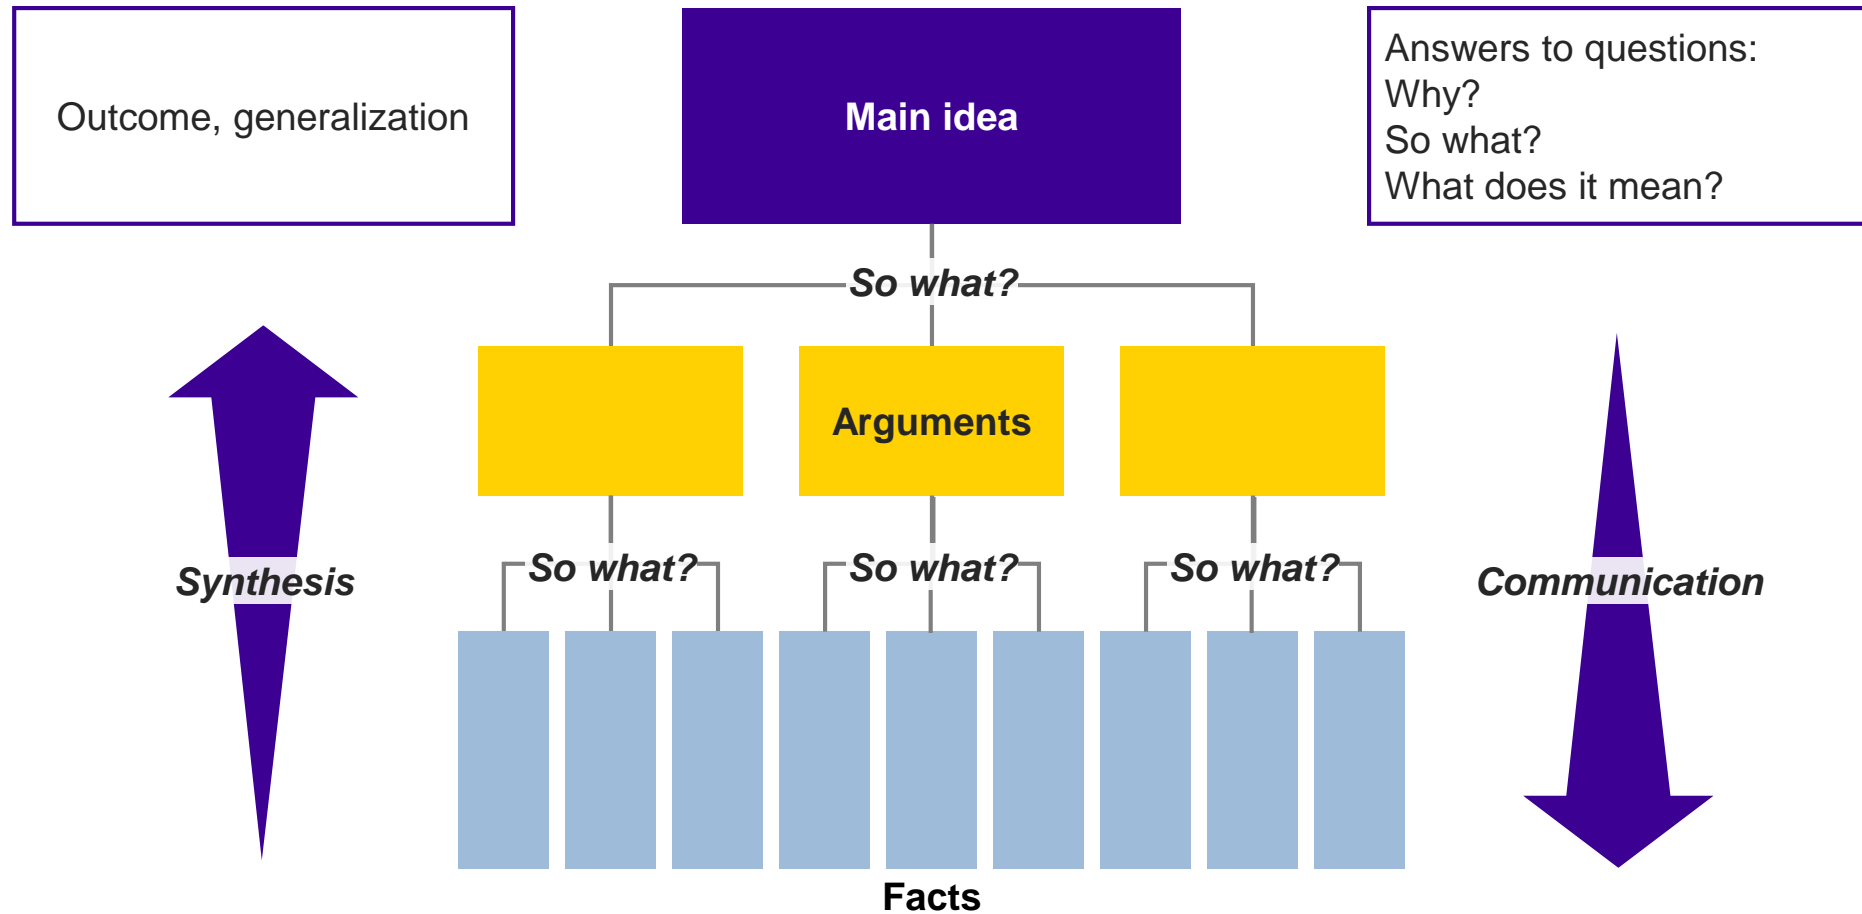 Outcome, generalization
Main idea
Answers to questions:
Why?
So what?
What does it mean?
So what?
Arguments
So what?
So what?
So what?
Synthesis
Communication
Facts